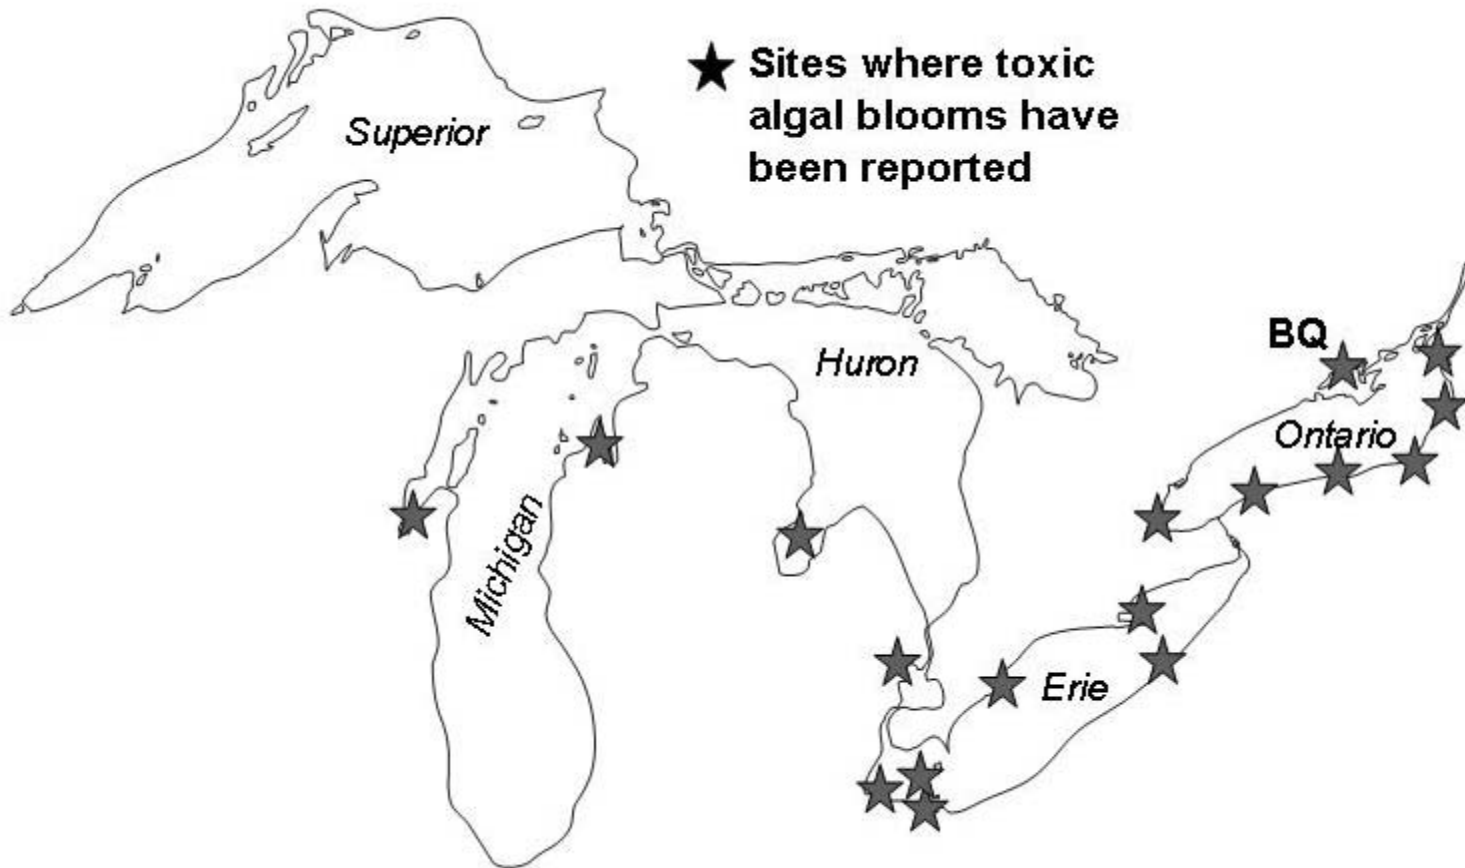 Sites where toxic
algal blooms have
been reported
Superior
Huron
BQ
Ontario
Michigan
Erie